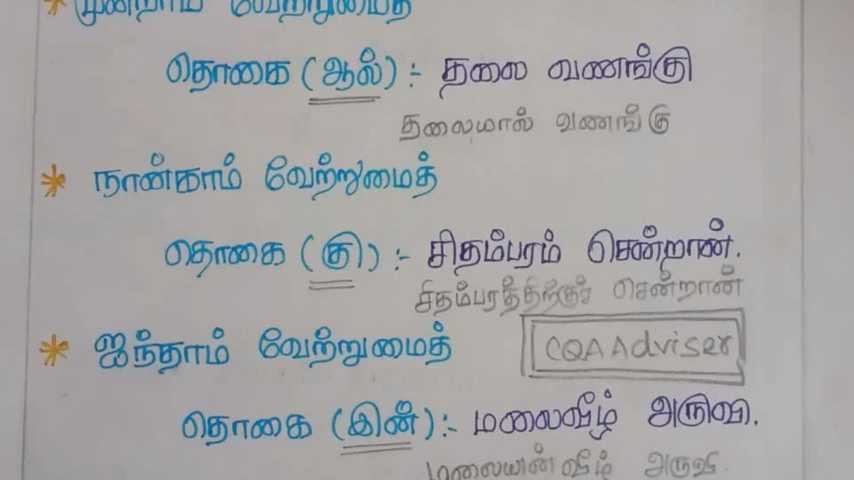 * மூன்றாம் வேற்றுமைத்
தொகை (ஆல்) :- தலை வணங்கு
தலையால் வணங்கு
* நான்காம் வேற்றுமைத்
தொகை (கு) :- சிதம்பரம் சென்றான்.
சிதம்பரத்திற்குச் சென்றான்
* ஐந்தாம் வேற்றுமைத்
CQA Adviser
தொகை (இன்) :- மலைவீழ் அருவி.
மலையின் வீழ் அருவி.